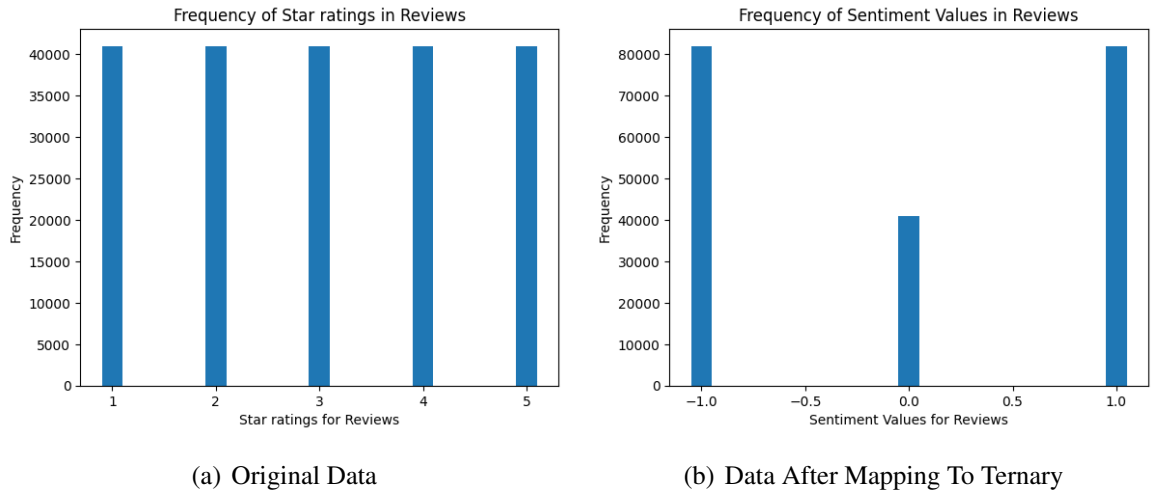 Frequency of Star ratings in Reviews
40000
35000
30000
25000
20000
15000
10000
5000
0
Frequency
1 2 3 4 5
Star ratings for Reviews
(a) Original Data
Frequency of Sentiment Values in Reviews
80000
70000
60000
50000
40000
30000
20000
10000
0
Frequency
−1.0 −0.5 0.0 0.5 1.0
Sentiment Values for Reviews
(b) Data After Mapping To Ternary